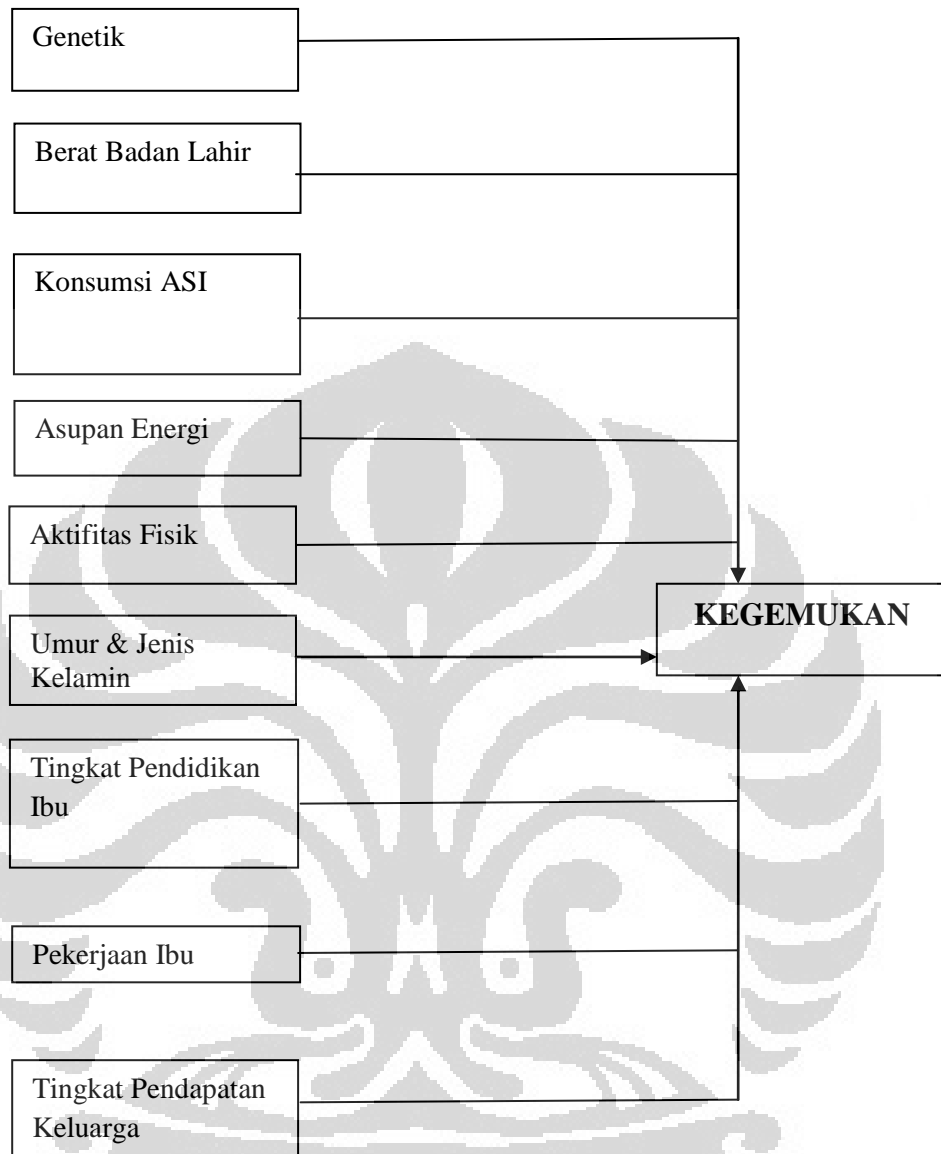 Genetik
Berat Badan Lahir
Konsumsi ASI
Asupan Energi
Aktifitas Fisik
KEGEMUKAN
Umur & Jenis
Kelamin
Tingkat Pendidikan
Ibu
Pekerjaan Ibu
Tingkat Pendapatan
Keluarga